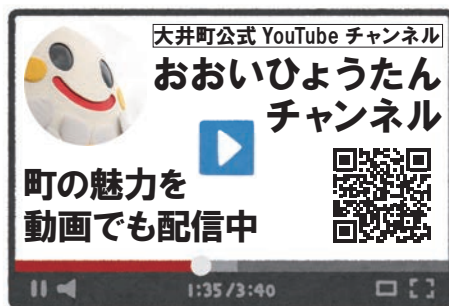 大井町公式 YouTube チャンネル
おおいひょうたん
チャンネル
町の魅力を
動画でも配信中
1:35/3:40